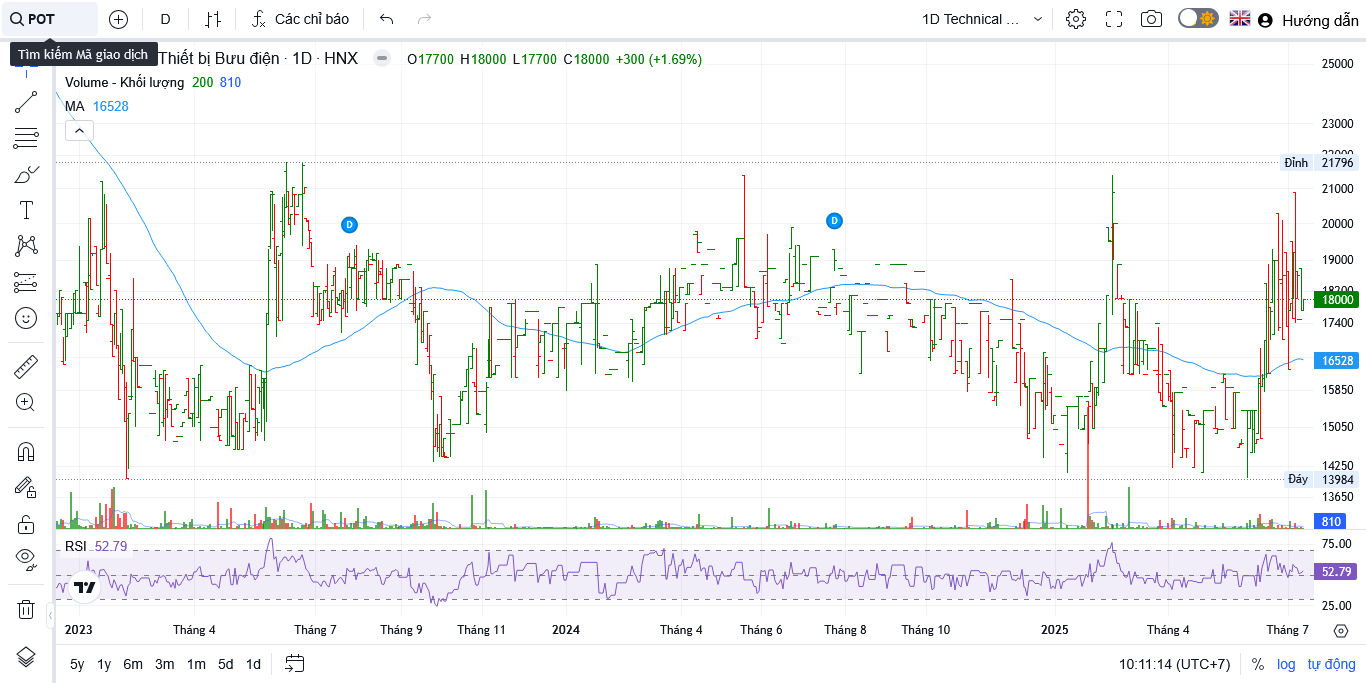 POT
D
Các chỉ báo
1D Technical ...
Hướng dẫn
Tìm kiếm Mã giao dịch
Thiết bị Bưu điện · 1D · HNX
O17700 H18000 L17700 C18000 +300 (+1.69%)
Volume - Khối lượng 200 810
MA 16528
25000
23000
22000
Đỉnh 21796
21000
D
D
20000
19000
18200
18000
17400
16528
15850
15050
14250
Đáy 13984
13650
810
RSI 52.79
75.00
52.79
25.00
2023 Tháng 4 Tháng 7 Tháng 9 Tháng 11 2024 Tháng 4 Tháng 6 Tháng 8 Tháng 10 2025 Tháng 4 Tháng 7
5y 1y 6m 3m 1m 5d 1d
10:11:14 (UTC+7) % log tự động